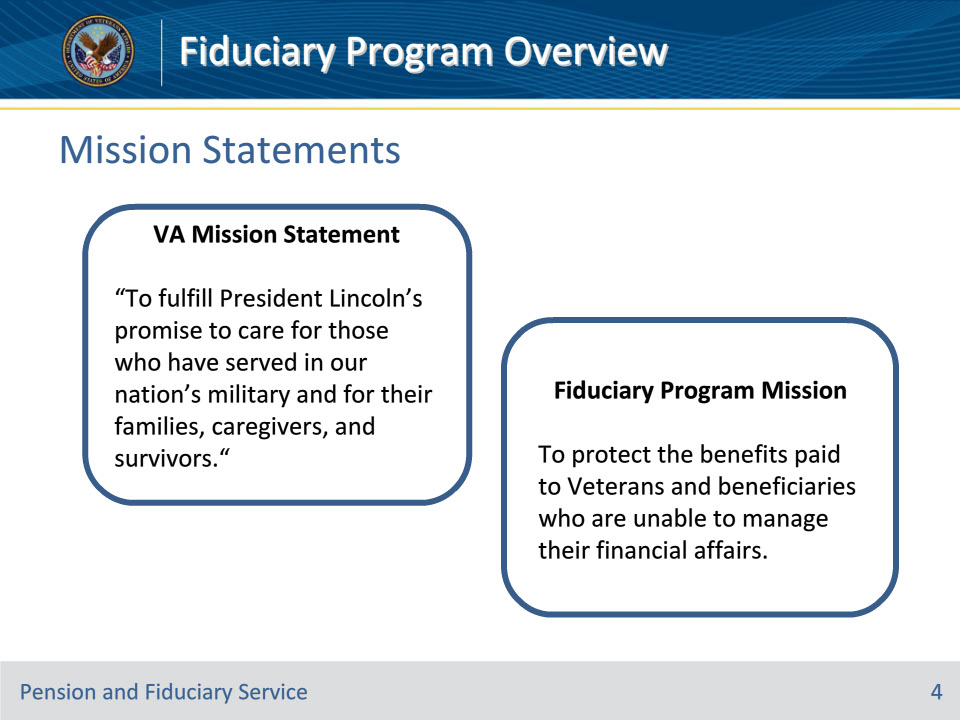 Fiduciary Program Overview
Mission Statements
VA Mission Statement
“To fulfill President Lincoln’s
promise to care for those
who have served in our
nation’s military and for their
families, caregivers, and
survivors.“
Fiduciary Program Mission
To protect the benefits paid
to Veterans and beneficiaries
who are unable to manage
their financial affairs.
Pension and Fiduciary Service
4